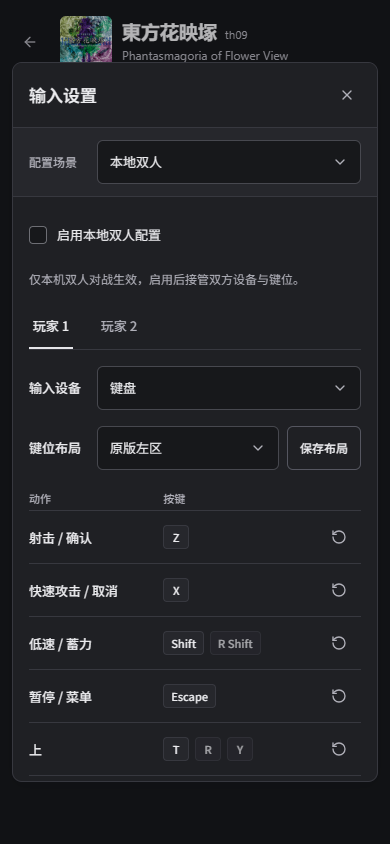 東方花映塚 th09
Phantasmagoria of Flower View
输入设置
配置场景 本地双人
启用本地双人配置
仅本机双人对战生效，启用后接管双方设备与键位。
玩家 1 玩家 2
输入设备 键盘
键位布局 原版左区 保存布局
动作 按键
射击 / 确认 Z
快速攻击 / 取消 X
低速 / 蓄力 Shift R Shift
暂停 / 菜单 Escape
上 T R Y